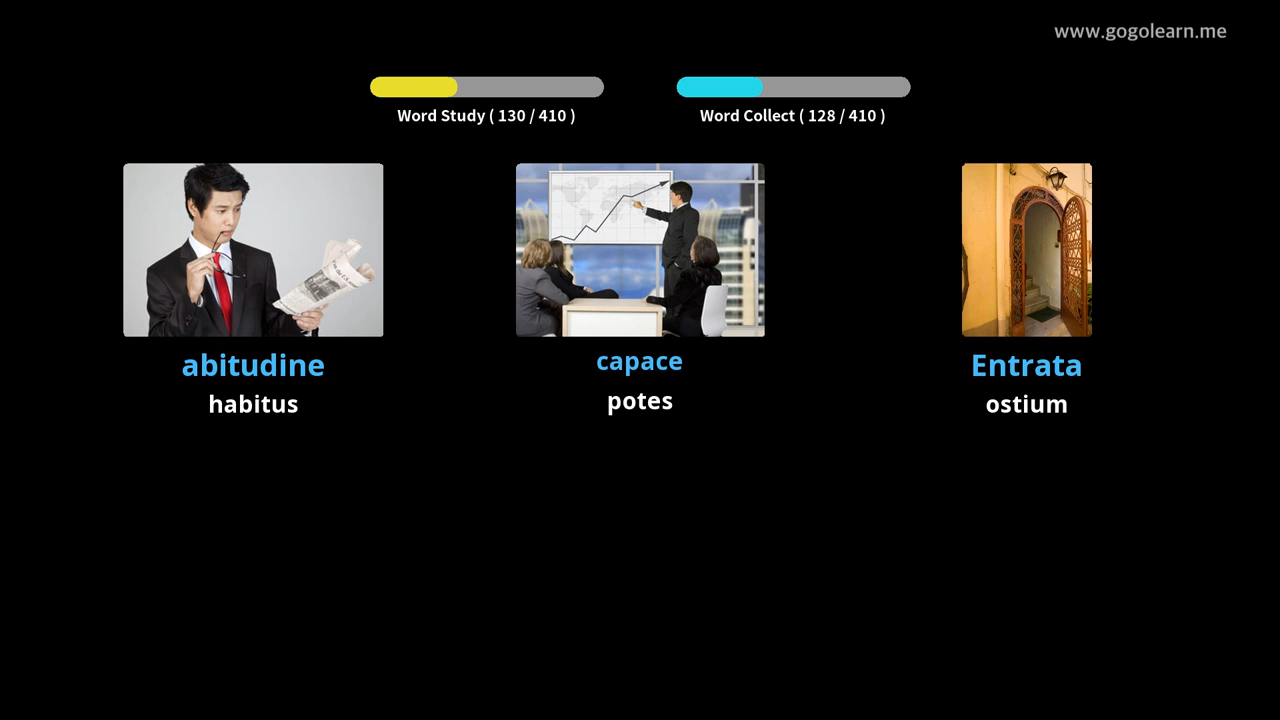 www.gogolearn.me
Word Study ( 130 / 410 )
Word Collect ( 128 / 410 )
abitudine
habitus
capace
potes
Entrata
ostium